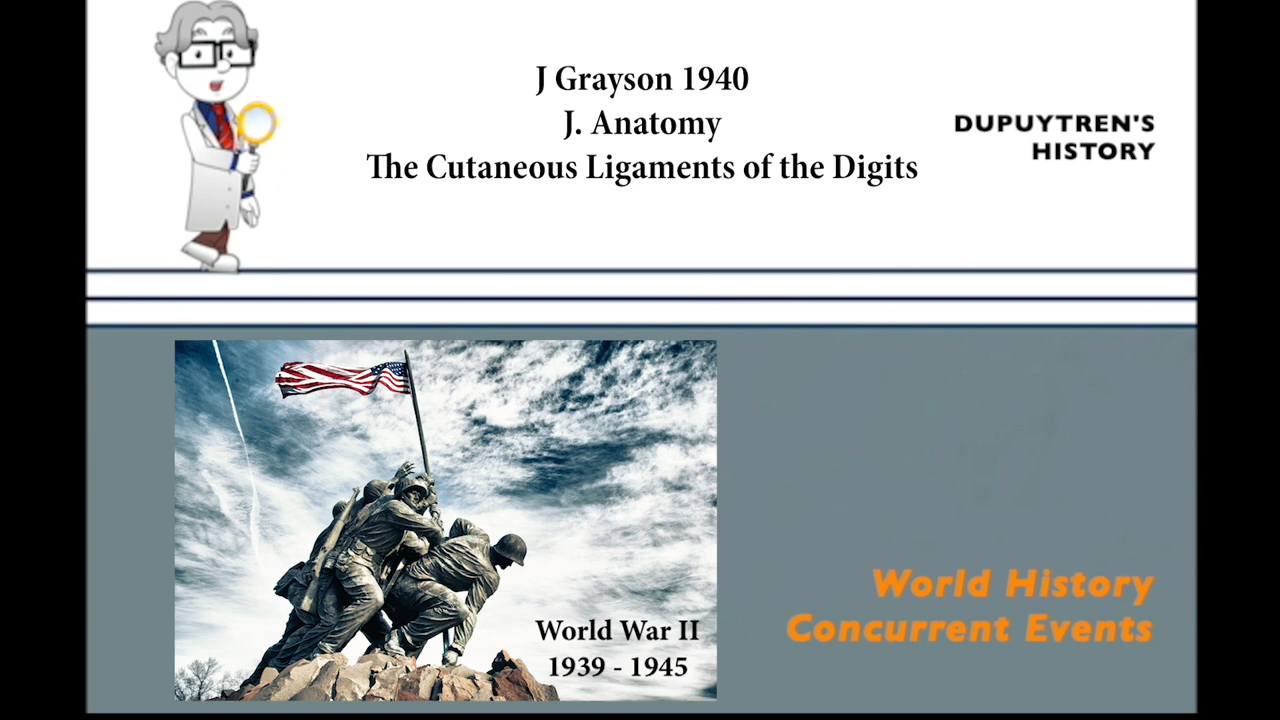 J Grayson 1940
J. Anatomy
The Cutaneous Ligaments of the Digits
DUPUYTREN'S
HISTORY
World War II
1939 - 1945
World History
Concurrent Events